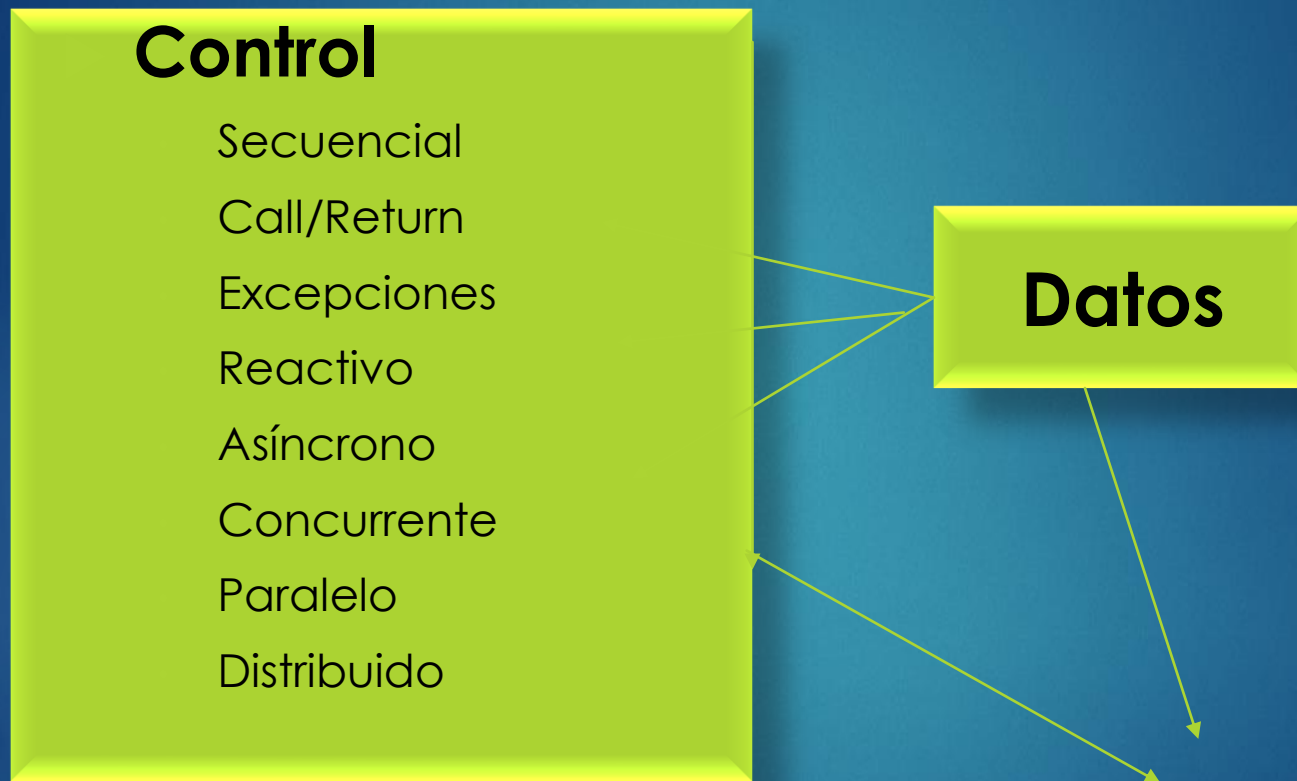 Control
Secuencial
Call/Return
Excepciones
Reactivo
Asíncrono
Concurrente
Paralelo
Distribuido
Datos